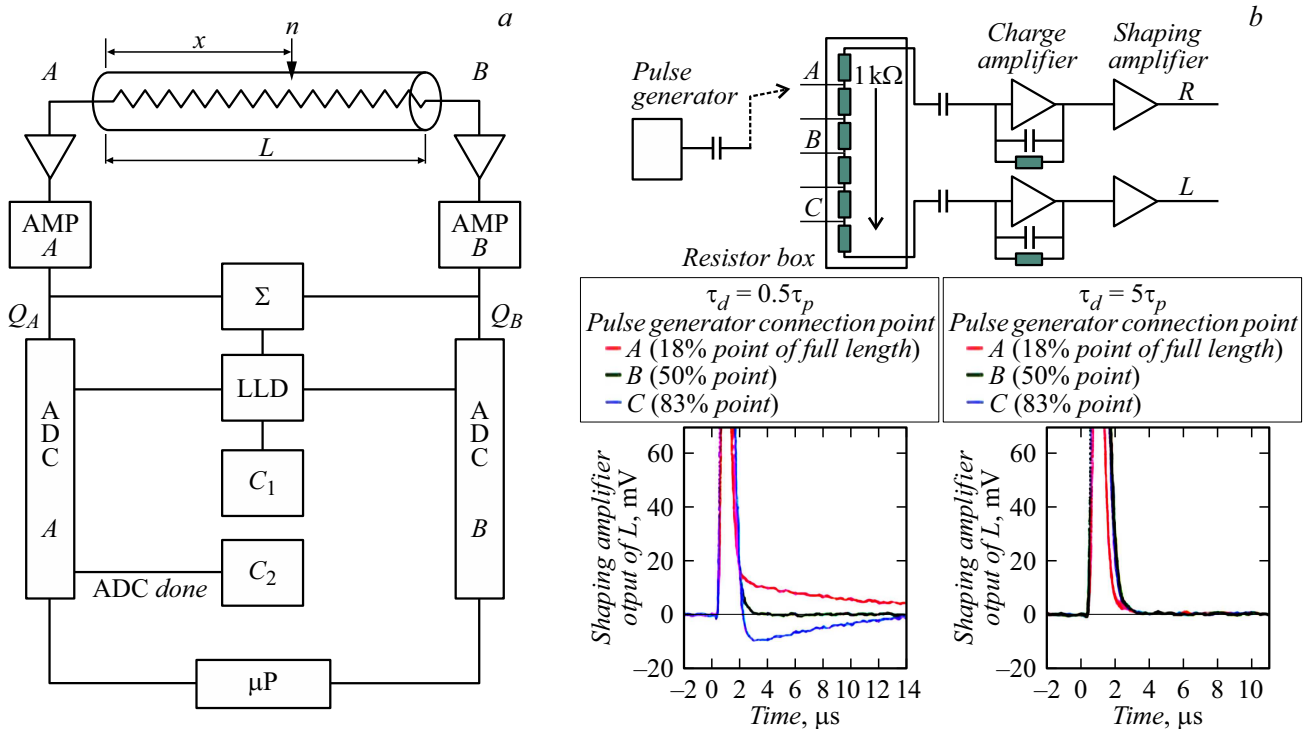 a
n
x
A
B
L
AMP
A
AMP
B
Σ
Q_A
Q_B
LLD
ADC
A
ADC
B
C₁
C₂
ADC done
μP
b
Pulse
generator
A
B
C
1 kΩ
Resistor box
Charge
amplifier
Shaping
amplifier
R
L
τ_d = 0.5τ_p
Pulse generator connection point
A (18% point of full length)
B (50% point)
C (83% point)
τ_d = 5τ_p
Pulse generator connection point
A (18% point of full length)
B (50% point)
C (83% point)
Shaping amplifier
otput of L, mV
60
40
20
0
–20
–2 0 2 4 6 8 10 12 14
Time, μs
Shaping amplifier
otput of L, mV
60
40
20
0
–20
–2 0 2 4 6 8 10
Time, μs